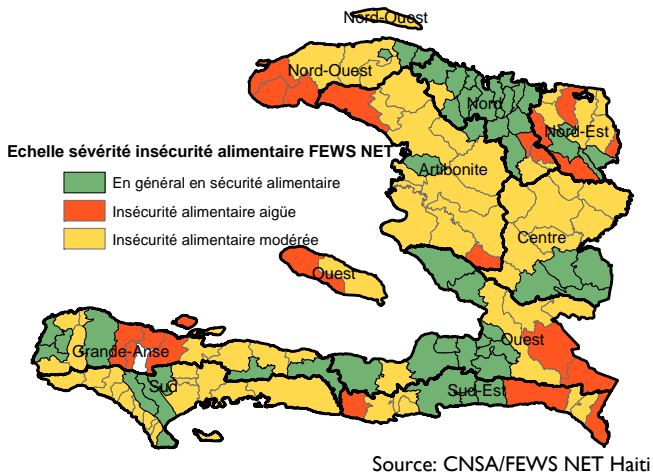 Nord-Ouest
Nord-Ouest
Nord
Nord-Est
Echelle sévérité insécurité alimentaire FEWS NET
Artibonite
En général en sécurité alimentaire
Insécurité alimentaire aigüe
Insécurité alimentaire modérée
Centre
Ouest
Ouest
Grande-Anse
Sud
Sud-Est
Source: CNSA/FEWS NET Haiti